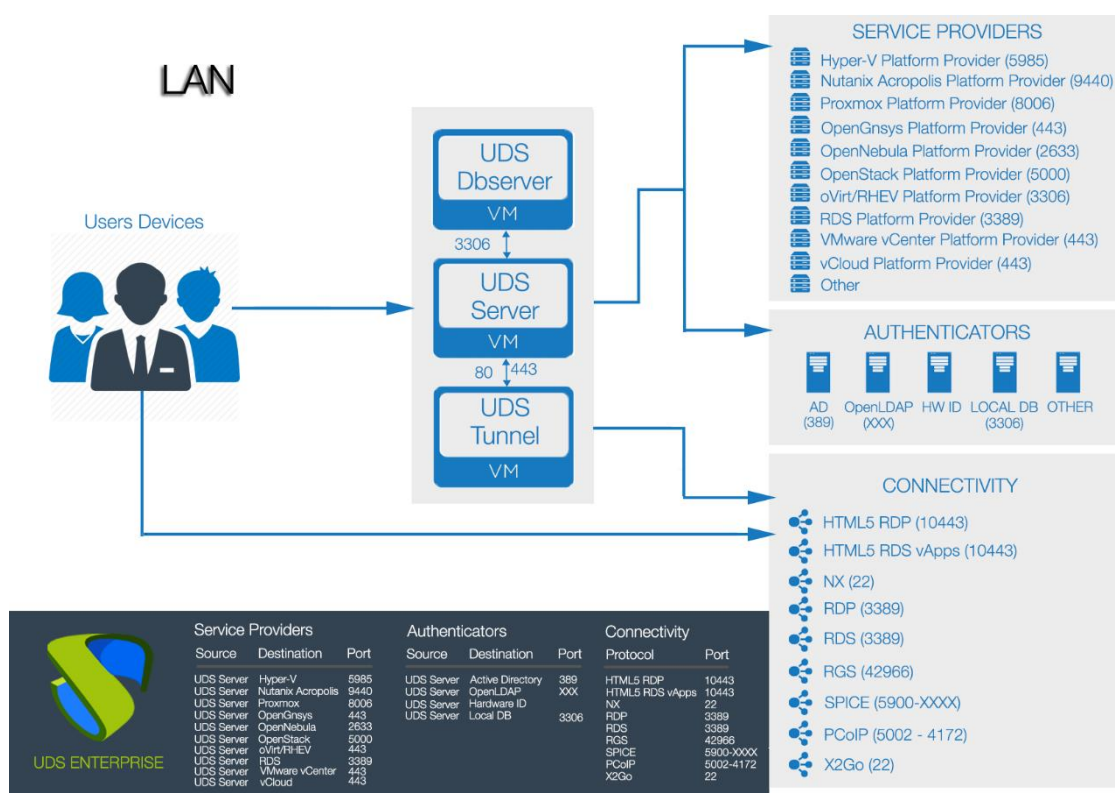 LAN
Users Devices
UDS
Dbserver
VM
3306
UDS
Server
VM
80 443
UDS
Tunnel
VM
SERVICE PROVIDERS
Hyper-V Platform Provider (5985)
Nutanix Acropolis Platform Provider (9440)
Proxmox Platform Provider (8006)
OpenGnsys Platform Provider (443)
OpenNebula Platform Provider (2633)
OpenStack Platform Provider (5000)
oVirt/RHEV Platform Provider (3306)
RDS Platform Provider (3389)
VMware vCenter Platform Provider (443)
vCloud Platform Provider (443)
Other
AUTHENTICATORS
AD OpenLDAP HW ID LOCAL DB OTHER
(389) (XXX) (3306)
CONNECTIVITY
HTML5 RDP (10443)
HTML5 RDS vApps (10443)
NX (22)
RDP (3389)
RDS (3389)
RGS (42966)
SPICE (5900-XXXX)
PCoIP (5002 - 4172)
X2Go (22)
UDS ENTERPRISE
Service Providers
Source Destination Port
UDS Server Hyper-V 5985
UDS Server Nutanix Acropolis 9440
UDS Server Proxmox 8006
UDS Server OpenGnsys 443
UDS Server OpenNebula 2633
UDS Server OpenStack 5000
UDS Server oVirt/RHEV 443
UDS Server RDS 3389
UDS Server VMware vCenter 443
UDS Server vCloud 443
Authenticators
Source Destination Port
UDS Server Active Directory 389
UDS Server OpenLDAP XXX
UDS Server Hardware ID
UDS Server Local DB 3306
Connectivity
Protocol Port
HTML5 RDP 10443
HTML5 RDS vApps 10443
NX 22
RDP 3389
RDS 3389
RGS 42966
SPICE 5900-XXXX
PCoIP 5002-4172
X2Go 22